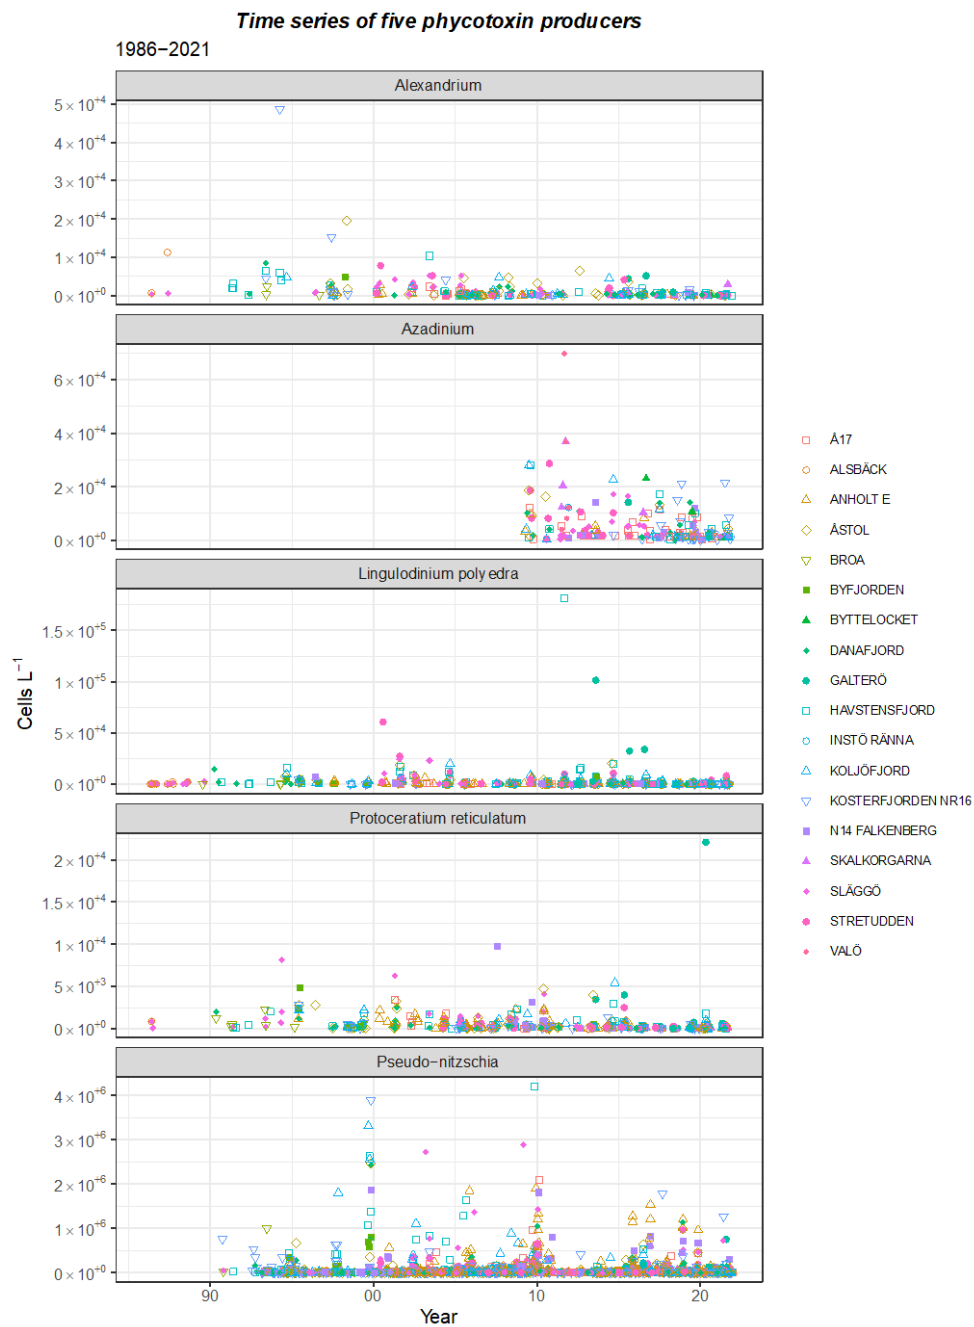 Time series of five phycotoxin producers
1986−2021
Alexandrium
5 × 10⁺⁴
4 × 10⁺⁴
3 × 10⁺⁴
2 × 10⁺⁴
1 × 10⁺⁴
0 × 10⁺⁰
Azadinium
6 × 10⁺⁴
4 × 10⁺⁴
2 × 10⁺⁴
0 × 10⁺⁰
Lingulodinium polyedra
1.5 × 10⁺⁵
1 × 10⁺⁵
5 × 10⁺⁴
0 × 10⁺⁰
Protoceratium reticulatum
2 × 10⁺⁴
1.5 × 10⁺⁴
1 × 10⁺⁴
5 × 10⁺³
0 × 10⁺⁰
Pseudo−nitzschia
4 × 10⁺⁶
3 × 10⁺⁶
2 × 10⁺⁶
1 × 10⁺⁶
0 × 10⁺⁰
90 00 10 20
Year
Cells L⁻¹
Å17
ALSBÄCK
ANHOLT E
ÅSTOL
BROA
BYFJORDEN
BYTTELOCKET
DANAFJORD
GALTERÖ
HAVSTENSFJORD
INSTÖ RÄNNA
KOLJÖFJORD
KOSTERFJORDEN NR16
N14 FALKENBERG
SKALKORGARNA
SLÄGGÖ
STRETUDDEN
VALÖ